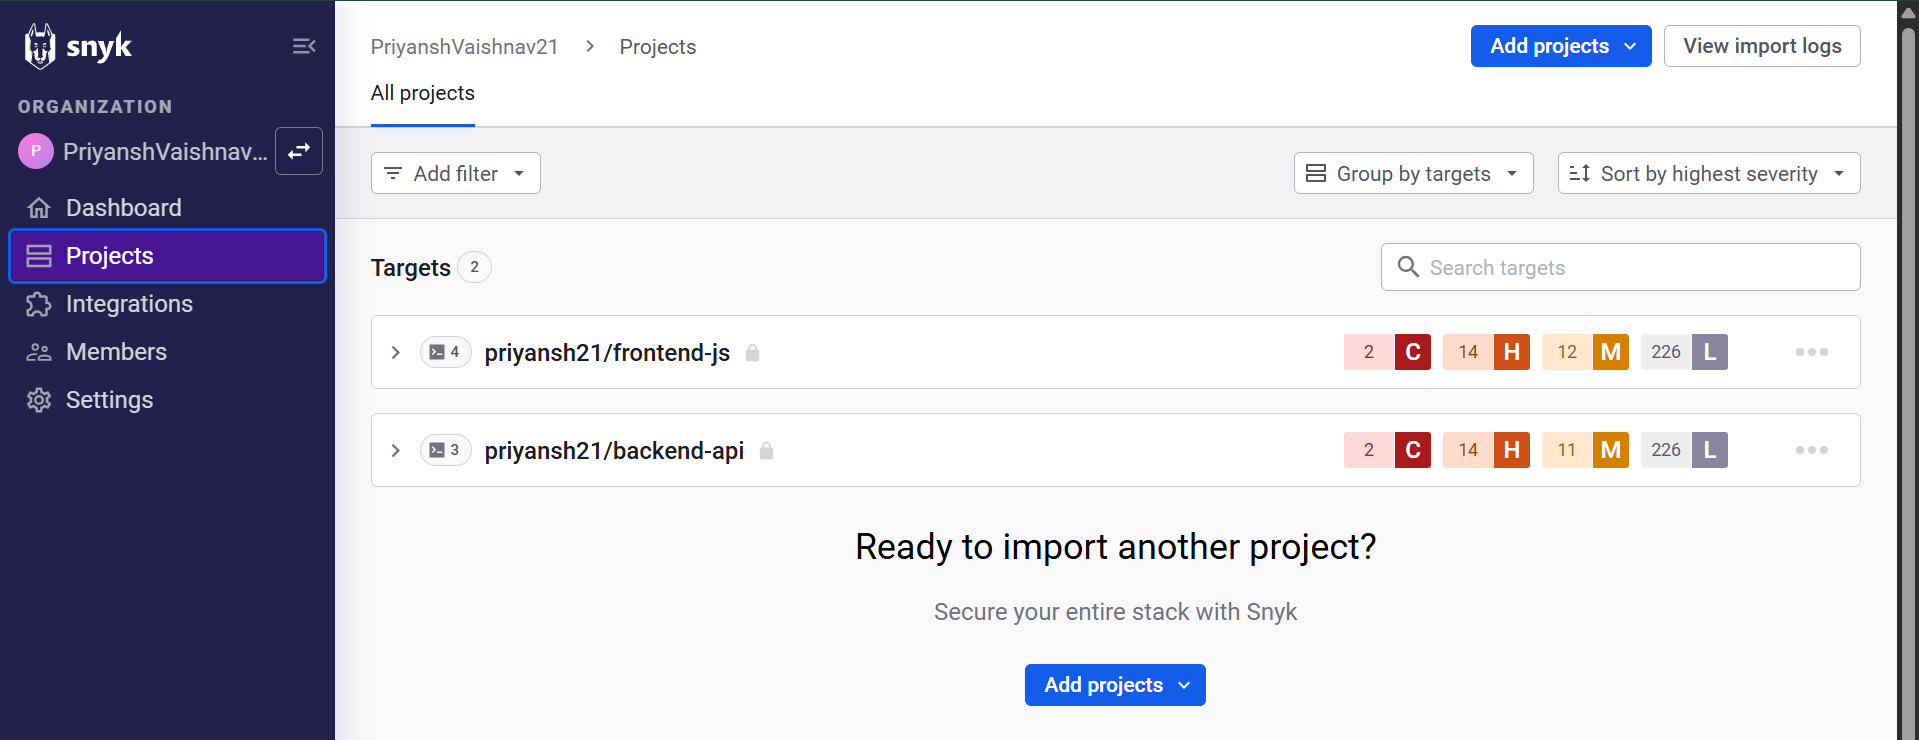 snyk
ORGANIZATION
P PriyanshVaishnav...
Dashboard
Projects
Integrations
Members
Settings
PriyanshVaishnav21 > Projects
Add projects
View import logs
All projects
Add filter
Group by targets
Sort by highest severity
Targets 2
Search targets
4 priyansh21/frontend-js 2 C 14 H 12 M 226 L
3 priyansh21/backend-api 2 C 14 H 11 M 226 L
Ready to import another project?
Secure your entire stack with Snyk
Add projects